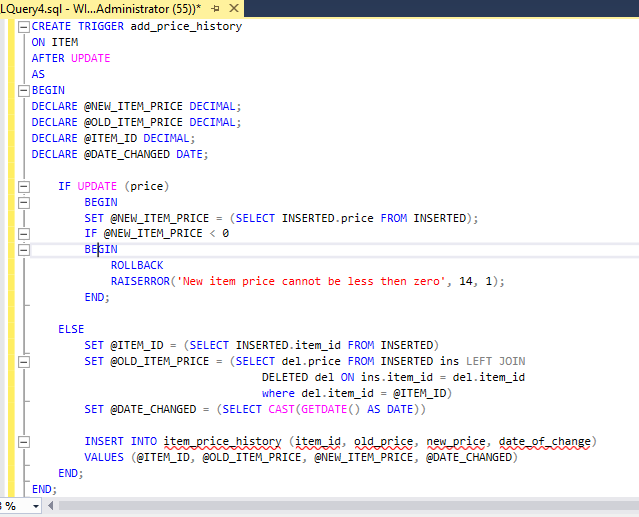 LQuery4.sql - WI...Administrator (55))*
CREATE TRIGGER add_price_history
ON ITEM
AFTER UPDATE
AS
BEGIN
DECLARE @NEW_ITEM_PRICE DECIMAL;
DECLARE @OLD_ITEM_PRICE DECIMAL;
DECLARE @ITEM_ID DECIMAL;
DECLARE @DATE_CHANGED DATE;
IF UPDATE (price)
BEGIN
SET @NEW_ITEM_PRICE = (SELECT INSERTED.price FROM INSERTED);
IF @NEW_ITEM_PRICE < 0
BEGIN
ROLLBACK
RAISERROR('New item price cannot be less then zero', 14, 1);
END;
ELSE
SET @ITEM_ID = (SELECT INSERTED.item_id FROM INSERTED)
SET @OLD_ITEM_PRICE = (SELECT del.price FROM INSERTED ins LEFT JOIN
DELETED del ON ins.item_id = del.item_id
where del.item_id = @ITEM_ID)
SET @DATE_CHANGED = (SELECT CAST(GETDATE() AS DATE))
INSERT INTO item_price_history (item_id, old_price, new_price, date_of_change)
VALUES (@ITEM_ID, @OLD_ITEM_PRICE, @NEW_ITEM_PRICE, @DATE_CHANGED)
END;
END;
%